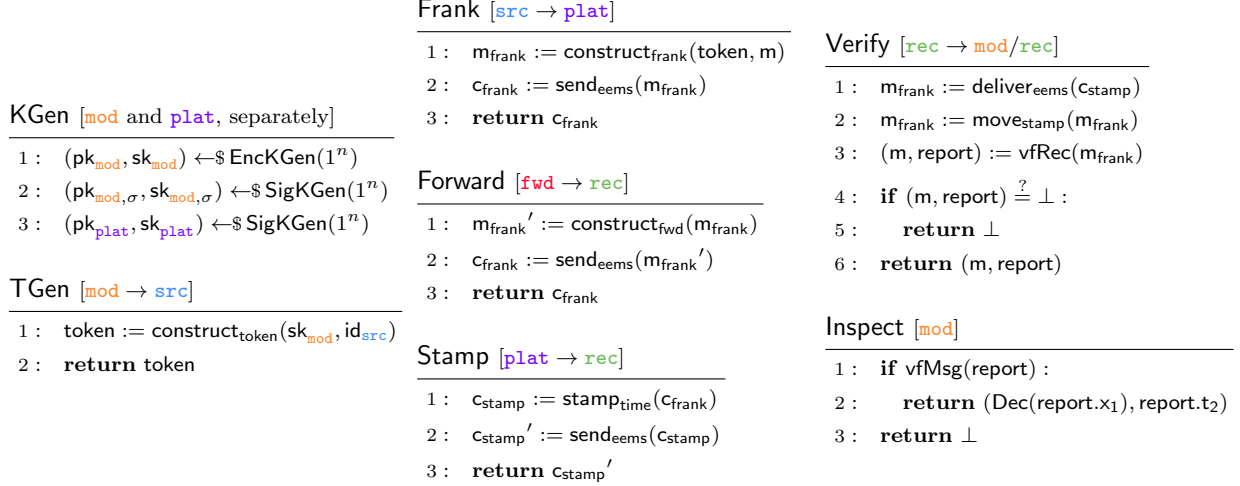 KGen [mod and plat, separately]
1 : (pk_mod, sk_mod) ←$ EncKGen(1^n)
2 : (pk_mod,σ, sk_mod,σ) ←$ SigKGen(1^n)
3 : (pk_plat, sk_plat) ←$ SigKGen(1^n)
TGen [mod → src]
1 : token := construct_token(sk_mod, id_src)
2 : return token
Frank [src → plat]
1 : m_frank := construct_frank(token, m)
2 : c_frank := send_eems(m_frank)
3 : return c_frank
Forward [fwd → rec]
1 : m_frank′ := construct_fwd(m_frank)
2 : c_frank := send_eems(m_frank′)
3 : return c_frank
Stamp [plat → rec]
1 : c_stamp := stamp_time(c_frank)
2 : c_stamp′ := send_eems(c_stamp)
3 : return c_stamp′
Verify [rec → mod/rec]
1 : m_frank := deliver_eems(c_stamp)
2 : m_frank := move_stamp(m_frank)
3 : (m, report) := vfRec(m_frank)
4 : if (m, report) ≟ ⊥ :
5 : return ⊥
6 : return (m, report)
Inspect [mod]
1 : if vfMsg(report) :
2 : return (Dec(report.x₁), report.t₂)
3 : return ⊥